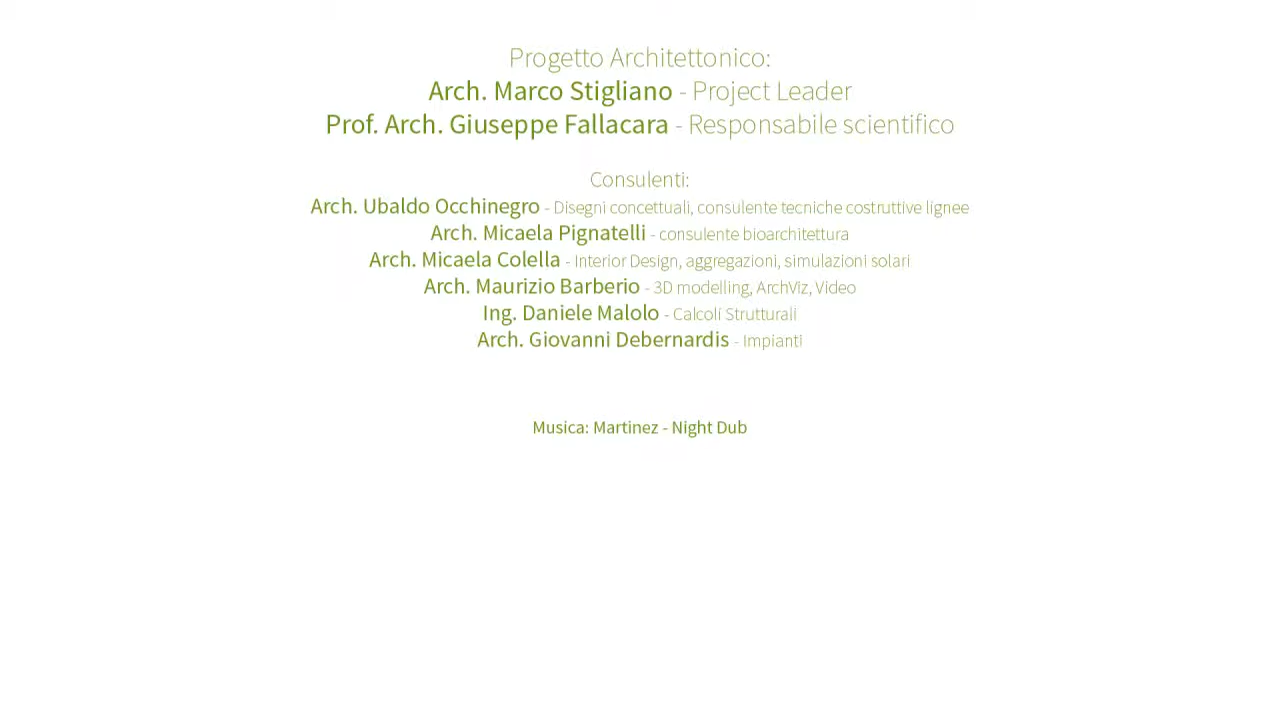 Progetto Architettonico:
Arch. Marco Stigliano - Project Leader
Prof. Arch. Giuseppe Fallacara - Responsabile scientifico
Consulenti:
Arch. Ubaldo Occhinegro - Disegni concettuali, consulente tecniche costruttive lignee
Arch. Micaela Pignatelli - consulente bioarchitettura
Arch. Micaela Colella - Interior Design, aggregazioni, simulazioni solari
Arch. Maurizio Barberio - 3D modelling, ArchViz, Video
Ing. Daniele Malolo - Calcoli Strutturali
Arch. Giovanni Debernardis - Impianti
Musica: Martinez - Night Dub